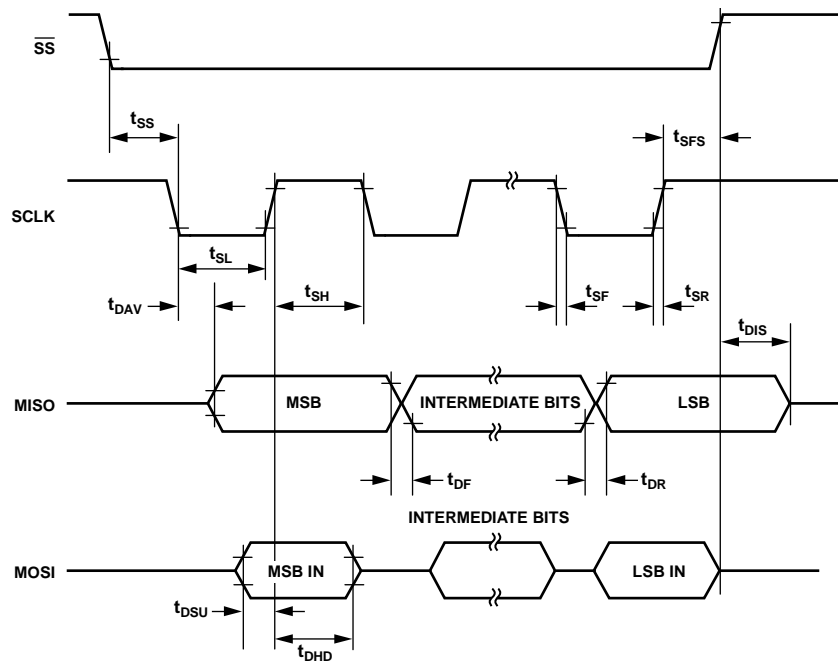 SS
tSS
tSFS
SCLK
tSL
tSH
tSF
tSR
tDAV
tDIS
MISO
MSB
INTERMEDIATE BITS
LSB
tDF
tDR
INTERMEDIATE BITS
MOSI
MSB IN
LSB IN
tDSU
tDHD